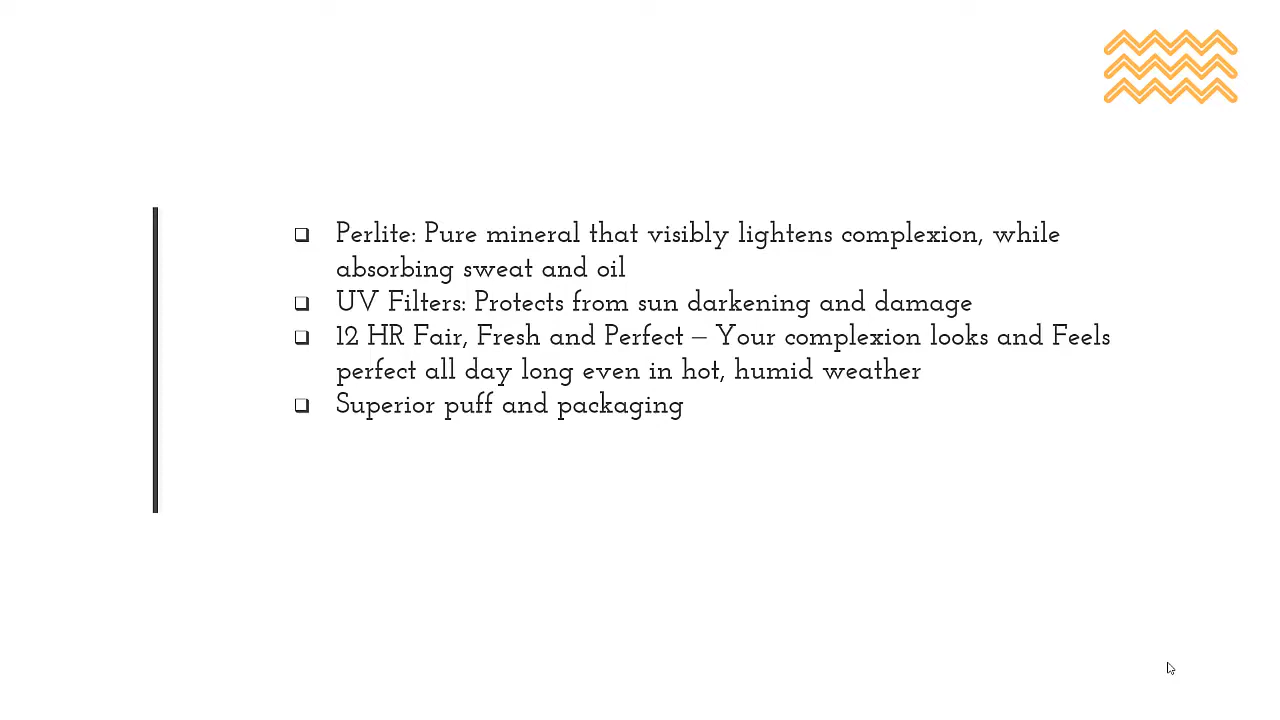 ❑ Perlite: Pure mineral that visibly lightens complexion, while
absorbing sweat and oil
❑ UV Filters: Protects from sun darkening and damage
❑ 12 HR Fair, Fresh and Perfect – Your complexion looks and Feels
perfect all day long even in hot, humid weather
❑ Superior puff and packaging